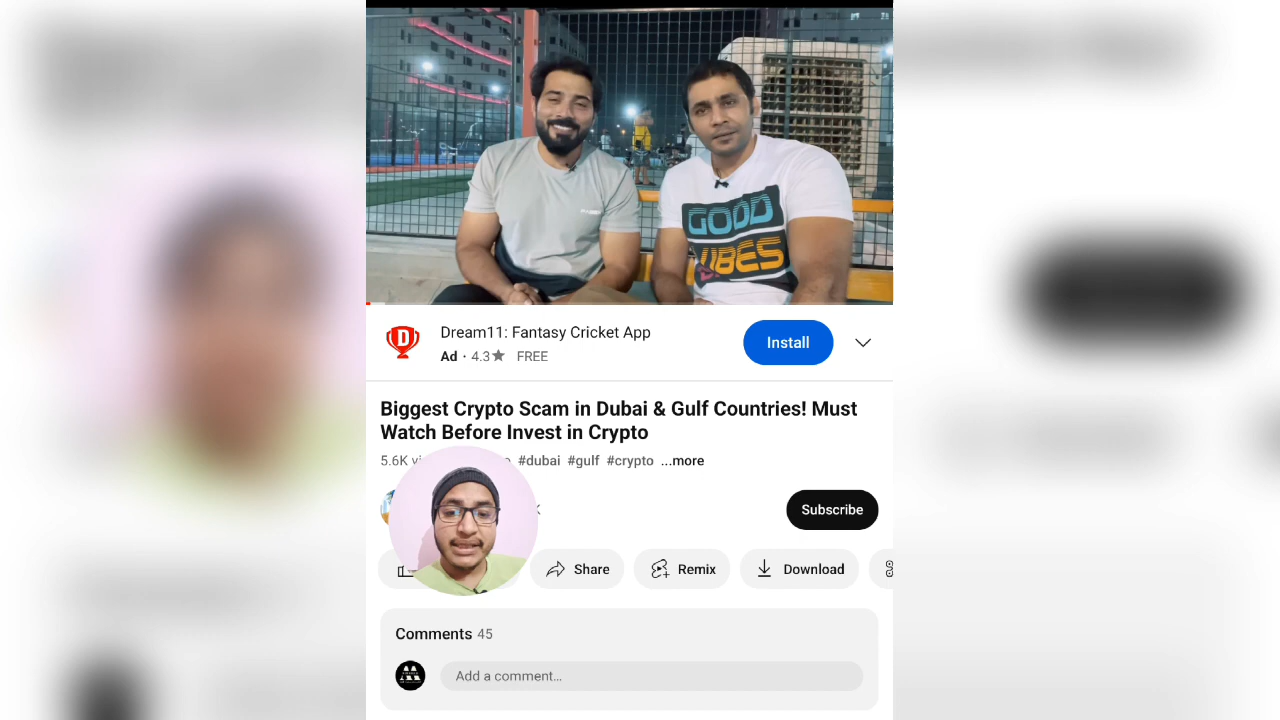 GOOD
VIBES
D
Dream11: Fantasy Cricket App
Ad · 4.3★ FREE
Install
Biggest Crypto Scam in Dubai & Gulf Countries! Must
Watch Before Invest in Crypto
5.6K #dubai #gulf #crypto ...more
K
Subscribe
Share
Remix
Download
Comments 45
Add a comment...